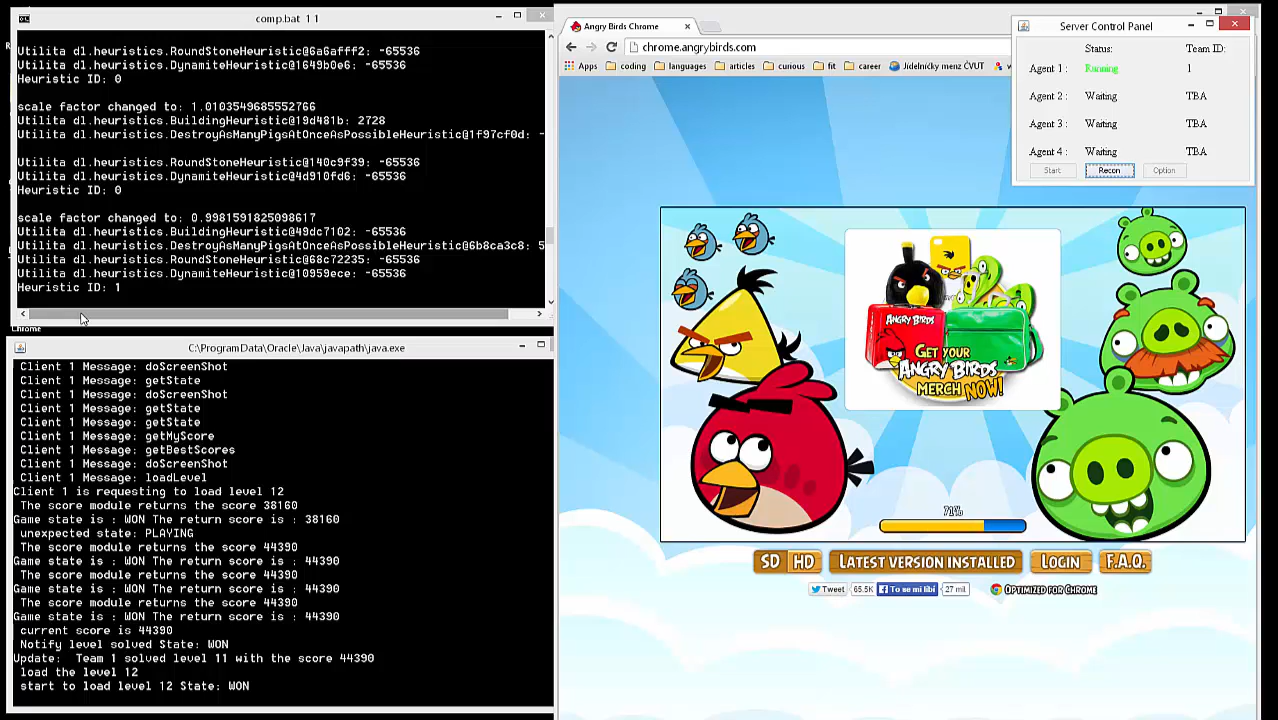 comp.bat 1 1
Utilita dl.heuristics.RoundStoneHeuristic@6a6afff2: -65536
Utilita dl.heuristics.DynamiteHeuristic@1649b0e6: -65536
Heuristic ID: 0
scale factor changed to: 1.0103549685552766
Utilita dl.heuristics.BuildingHeuristic@19d481b: 2728
Utilita dl.heuristics.DestroyAsManyPigsAtOnceAsPossibleHeuristic@1f97cf0d: -
Utilita dl.heuristics.RoundStoneHeuristic@140c9f39: -65536
Utilita dl.heuristics.DynamiteHeuristic@4d910fd6: -65536
Heuristic ID: 0
scale factor changed to: 0.9981591825098617
Utilita dl.heuristics.BuildingHeuristic@49dc7102: -65536
Utilita dl.heuristics.DestroyAsManyPigsAtOnceAsPossibleHeuristic@6b8ca3c8: 5
Utilita dl.heuristics.RoundStoneHeuristic@68c72235: -65536
Utilita dl.heuristics.DynamiteHeuristic@10959ece: -65536
Heuristic ID: 1
Chrome
C:\ProgramData\Oracle\Java\javapath\java.exe
Client 1 Message: doScreenShot
Client 1 Message: getState
Client 1 Message: doScreenShot
Client 1 Message: getState
Client 1 Message: getState
Client 1 Message: getMyScore
Client 1 Message: getBestScores
Client 1 Message: doScreenShot
Client 1 Message: loadLevel
Client 1 is requesting to load level 12
The score module returns the score 38160
Game state is : WON The return score is : 38160
unexpected state: PLAYING
The score module returns the score 44390
Game state is : WON The return score is : 44390
The score module returns the score 44390
Game state is : WON The return score is : 44390
The score module returns the score 44390
Game state is : WON The return score is : 44390
current score is 44390
Notify level solved State: WON
Update: Team 1 solved level 11 with the score 44390
load the level 12
start to load level 12 State: WON
Angry Birds Chrome
chrome.angrybirds.com
Apps coding languages articles curious fit career Jídelníčky menz ČVUT
Server Control Panel
Status: Team ID:
Agent 1 : Running 1
Agent 2 : Waiting TBA
Agent 3 : Waiting TBA
Agent 4 : Waiting TBA
Start Recon Option
ANGRY BIRDS
GET YOUR
ANGRY BIRDS
MERCH NOW!
71%
SD HD LATEST VERSION INSTALLED LOGIN F.A.Q.
Tweet 65.5K To se mi líbí 27 mil OPTIMIZED FOR CHROME